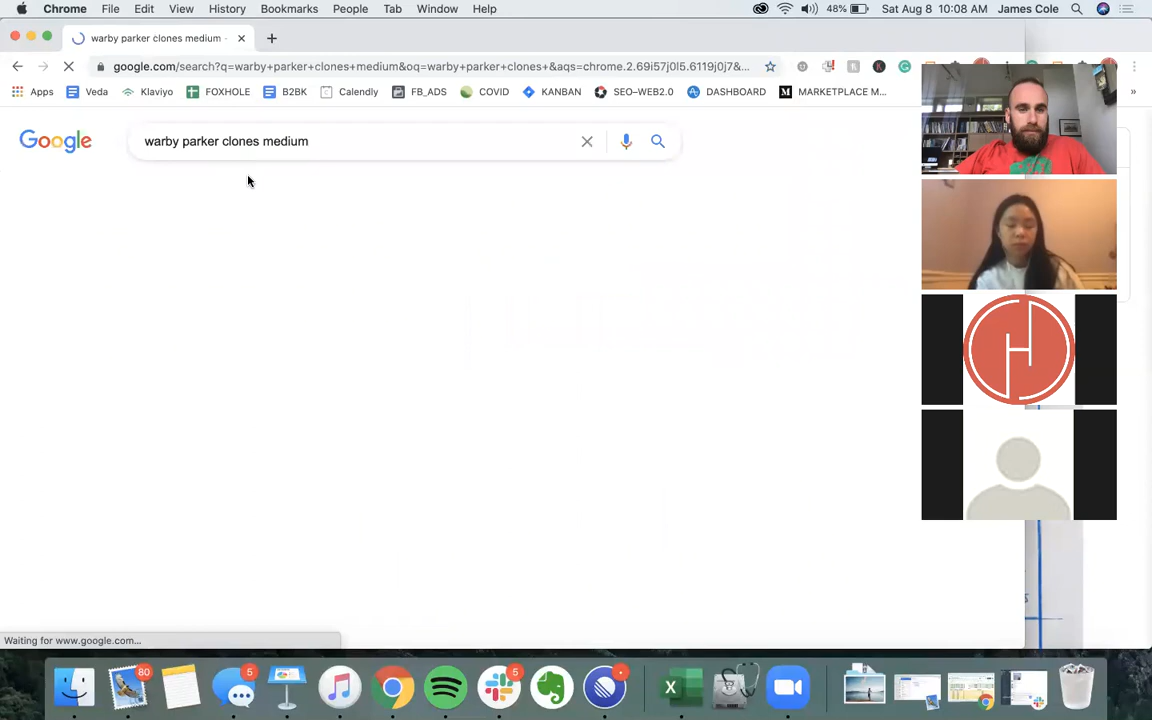 Chrome File Edit View History Bookmarks People Tab Window Help 48% Sat Aug 8 10:08 AM James Cole
warby parker clones medium -
google.com/search?q=warby+parker+clones+medium&oq=warby+parker+clones+&aqs=chrome.2.69i57j0l5.6119j0j7&...
Apps Veda Klaviyo FOXHOLE B2BK Calendly FB_ADS COVID KANBAN SEO–WEB2.0 DASHBOARD MARKETPLACE M... »
Google warby parker clones medium
Waiting for www.google.com...
80 5 5